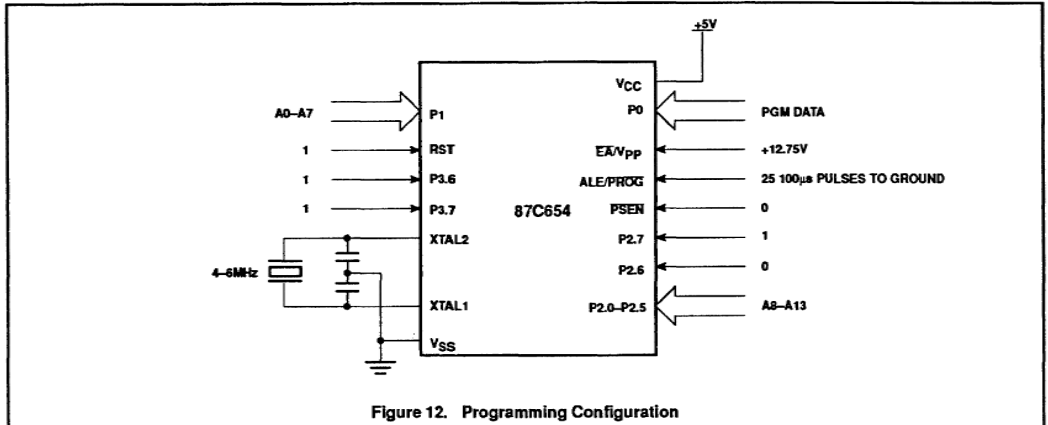 +5V
VCC
A0–A7
P1
P0
PGM DATA
1
RST
EA/VPP
+12.75V
1
P3.6
ALE/PROG
25 100µs PULSES TO GROUND
1
P3.7
87C654
PSEN
0
XTAL2
P2.7
1
4–6MHz
P2.6
0
XTAL1
P2.0–P2.5
A8–A13
VSS
Figure 12. Programming Configuration